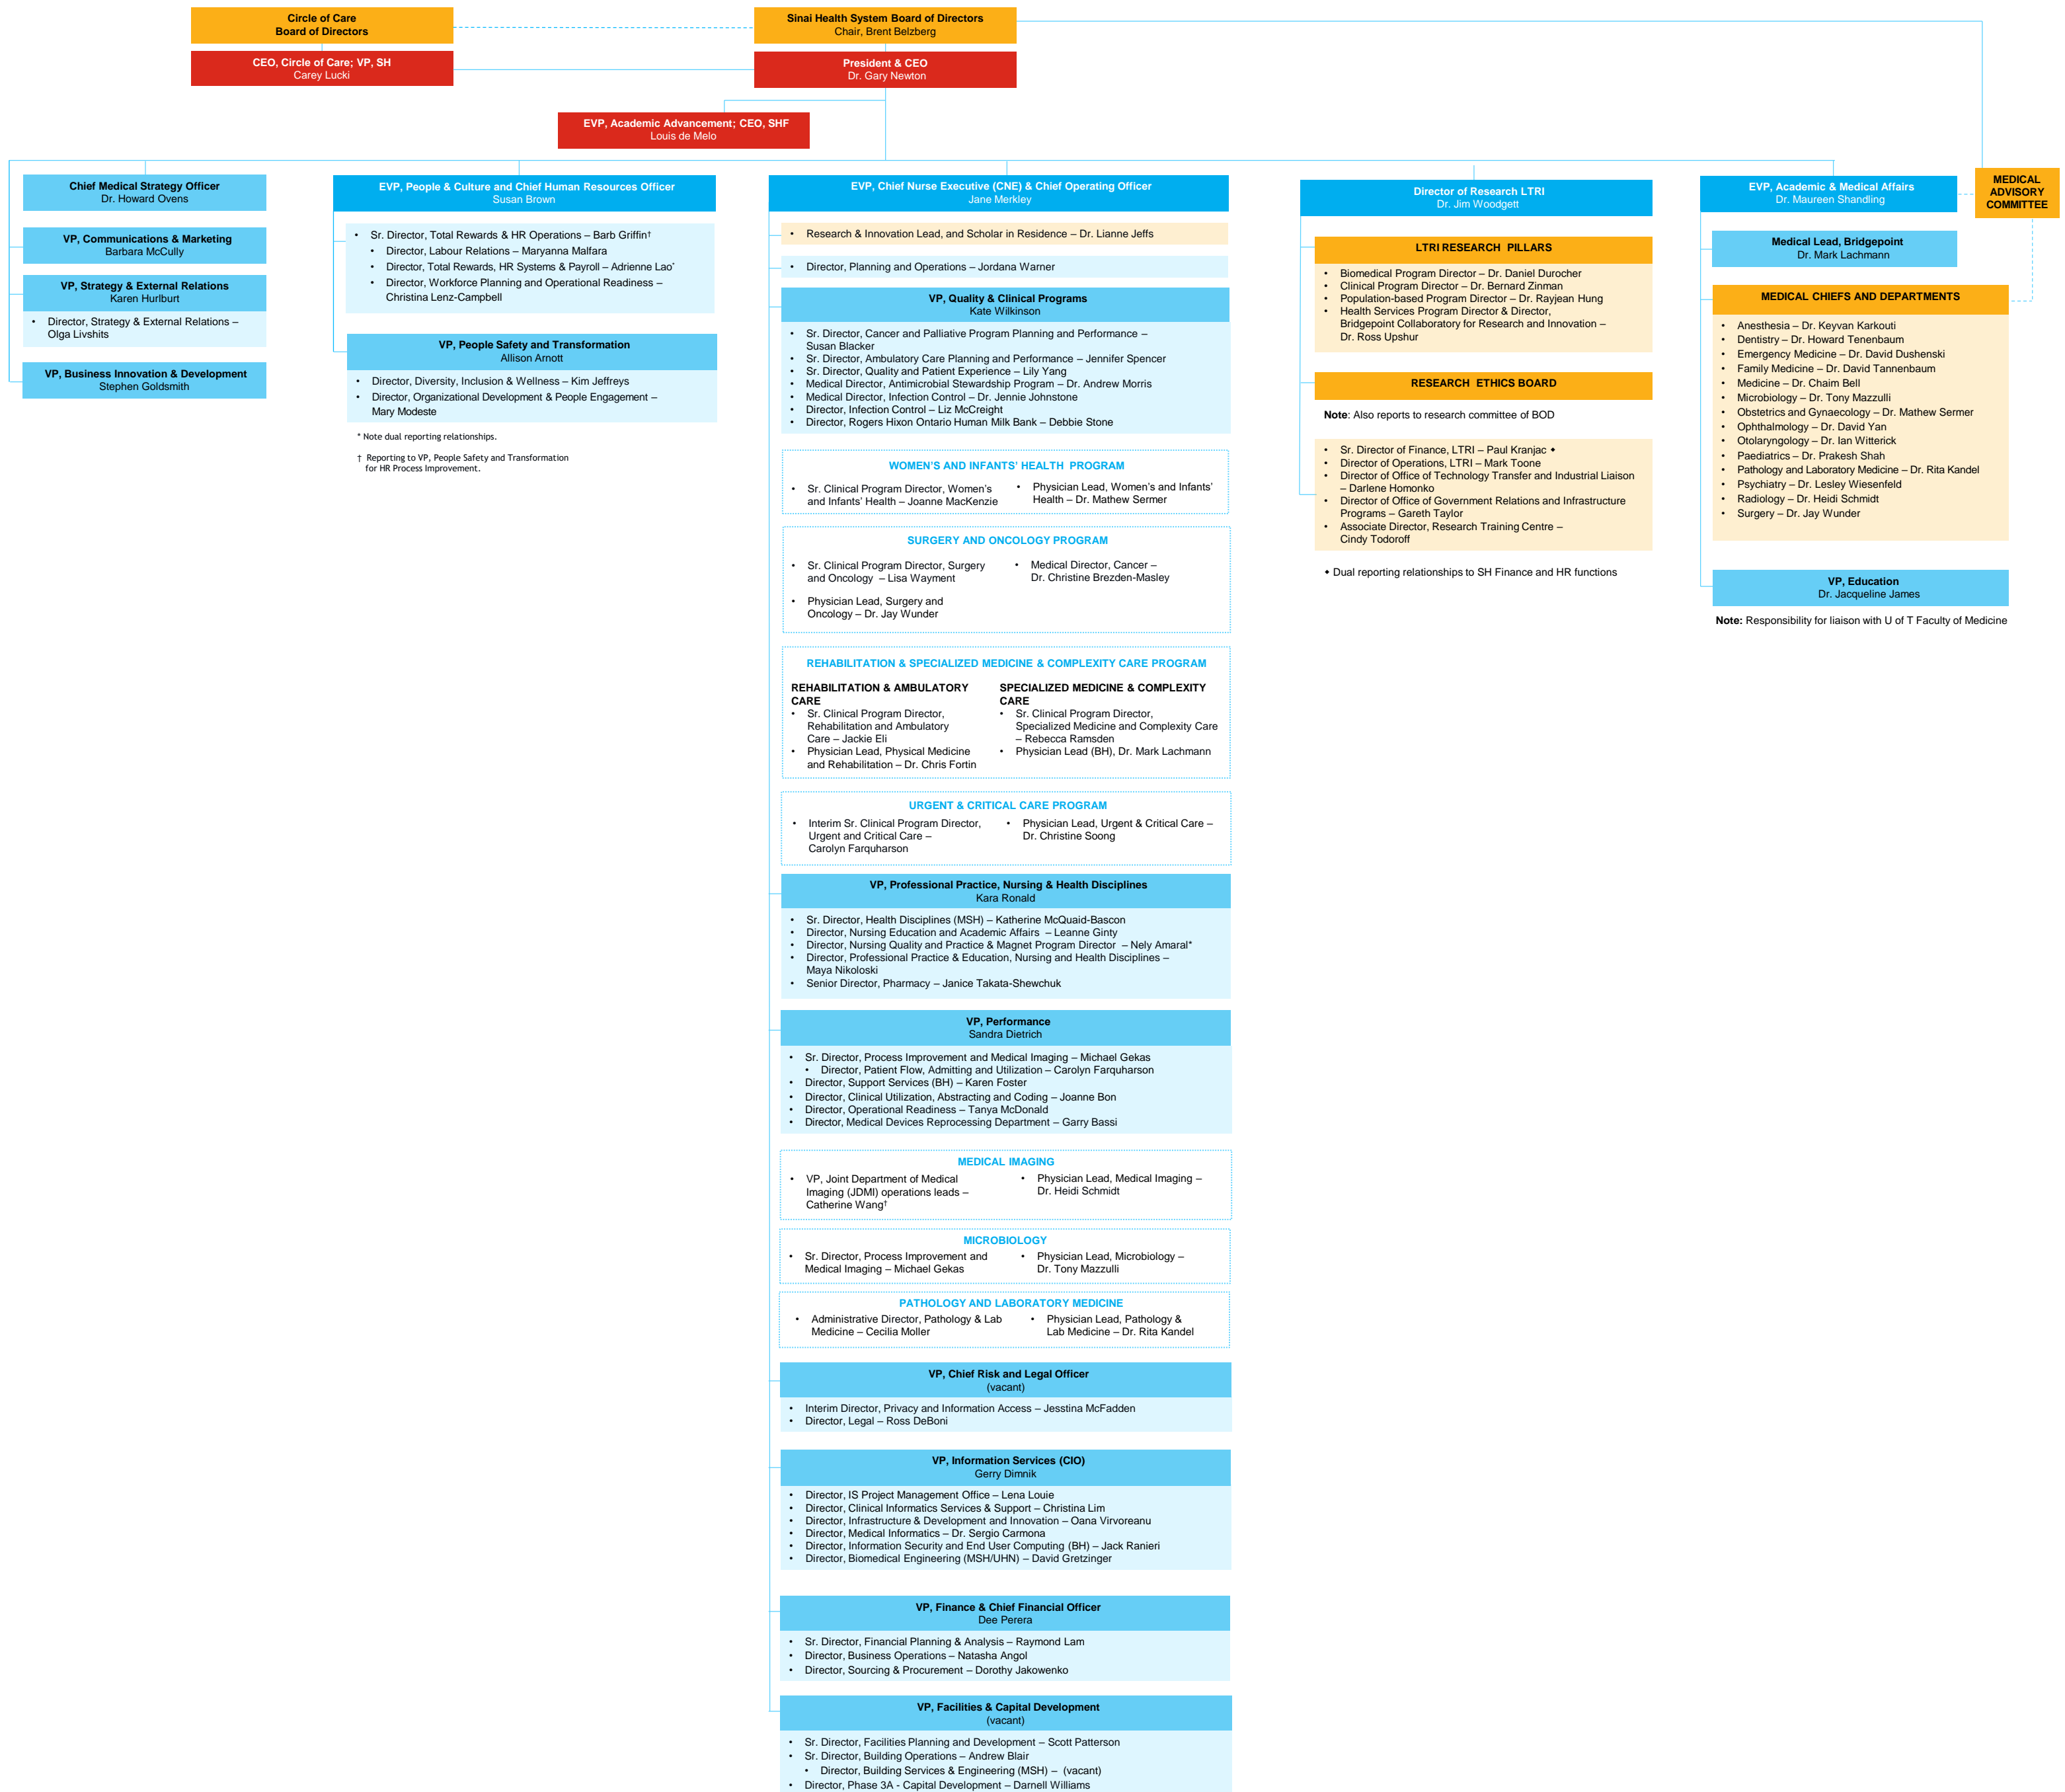 Circle of Care
Board of Directors
Sinai Health System Board of Directors
Chair, Brent Belzberg
CEO, Circle of Care; VP, SH
Carey Lucki
President & CEO
Dr. Gary Newton
EVP, Academic Advancement; CEO, SHF
Louis de Melo
Chief Medical Strategy Officer
Dr. Howard Ovens
VP, Communications & Marketing
Barbara McCully
VP, Strategy & External Relations
Karen Hurlburt
• Director, Strategy & External Relations –
Olga Livshits
VP, Business Innovation & Development
Stephen Goldsmith
EVP, People & Culture and Chief Human Resources Officer
Susan Brown
• Sr. Director, Total Rewards & HR Operations – Barb Griffin†
• Director, Labour Relations – Maryanna Malfara
• Director, Total Rewards, HR Systems & Payroll – Adrienne Lao*
• Director, Workforce Planning and Operational Readiness –
Christina Lenz-Campbell
VP, People Safety and Transformation
Allison Arnott
• Director, Diversity, Inclusion & Wellness – Kim Jeffreys
• Director, Organizational Development & People Engagement –
Mary Modeste
* Note dual reporting relationships.
† Reporting to VP, People Safety and Transformation
for HR Process Improvement.
EVP, Chief Nurse Executive (CNE) & Chief Operating Officer
Jane Merkley
• Research & Innovation Lead, and Scholar in Residence – Dr. Lianne Jeffs
• Director, Planning and Operations – Jordana Warner
VP, Quality & Clinical Programs
Kate Wilkinson
• Sr. Director, Cancer and Palliative Program Planning and Performance –
Susan Blacker
• Sr. Director, Ambulatory Care Planning and Performance – Jennifer Spencer
• Sr. Director, Quality and Patient Experience – Lily Yang
• Medical Director, Antimicrobial Stewardship Program – Dr. Andrew Morris
• Medical Director, Infection Control – Dr. Jennie Johnstone
• Director, Infection Control – Liz McCreight
• Director, Rogers Hixon Ontario Human Milk Bank – Debbie Stone
WOMEN'S AND INFANTS' HEALTH PROGRAM
• Sr. Clinical Program Director, Women's
and Infants' Health – Joanne MacKenzie
• Physician Lead, Women's and Infants'
Health – Dr. Mathew Sermer
SURGERY AND ONCOLOGY PROGRAM
• Sr. Clinical Program Director, Surgery
and Oncology – Lisa Wayment
• Physician Lead, Surgery and
Oncology – Dr. Jay Wunder
• Medical Director, Cancer –
Dr. Christine Brezden-Masley
REHABILITATION & SPECIALIZED MEDICINE & COMPLEXITY CARE PROGRAM
REHABILITATION & AMBULATORY
CARE
• Sr. Clinical Program Director,
Rehabilitation and Ambulatory
Care – Jackie Eli
• Physician Lead, Physical Medicine
and Rehabilitation – Dr. Chris Fortin
SPECIALIZED MEDICINE & COMPLEXITY
CARE
• Sr. Clinical Program Director,
Specialized Medicine and Complexity Care
– Rebecca Ramsden
• Physician Lead (BH), Dr. Mark Lachmann
URGENT & CRITICAL CARE PROGRAM
• Interim Sr. Clinical Program Director,
Urgent and Critical Care –
Carolyn Farquharson
• Physician Lead, Urgent & Critical Care –
Dr. Christine Soong
VP, Professional Practice, Nursing & Health Disciplines
Kara Ronald
• Sr. Director, Health Disciplines (MSH) – Katherine McQuaid-Bascon
• Director, Nursing Education and Academic Affairs – Leanne Ginty
• Director, Nursing Quality and Practice & Magnet Program Director – Nely Amaral*
• Director, Professional Practice & Education, Nursing and Health Disciplines –
Maya Nikoloski
• Senior Director, Pharmacy – Janice Takata-Shewchuk
VP, Performance
Sandra Dietrich
• Sr. Director, Process Improvement and Medical Imaging – Michael Gekas
• Director, Patient Flow, Admitting and Utilization – Carolyn Farquharson
• Director, Support Services (BH) – Karen Foster
• Director, Clinical Utilization, Abstracting and Coding – Joanne Bon
• Director, Operational Readiness – Tanya McDonald
• Director, Medical Devices Reprocessing Department – Garry Bassi
MEDICAL IMAGING
• VP, Joint Department of Medical
Imaging (JDMI) operations leads –
Catherine Wang†
• Physician Lead, Medical Imaging –
Dr. Heidi Schmidt
MICROBIOLOGY
• Sr. Director, Process Improvement and
Medical Imaging – Michael Gekas
• Physician Lead, Microbiology –
Dr. Tony Mazzulli
PATHOLOGY AND LABORATORY MEDICINE
• Administrative Director, Pathology & Lab
Medicine – Cecilia Moller
• Physician Lead, Pathology &
Lab Medicine – Dr. Rita Kandel
VP, Chief Risk and Legal Officer
(vacant)
• Interim Director, Privacy and Information Access – Jesstina McFadden
• Director, Legal – Ross DeBoni
VP, Information Services (CIO)
Gerry Dimnik
• Director, IS Project Management Office – Lena Louie
• Director, Clinical Informatics Services & Support – Christina Lim
• Director, Infrastructure & Development and Innovation – Oana Virvoreanu
• Director, Medical Informatics – Dr. Sergio Carmona
• Director, Information Security and End User Computing (BH) – Jack Ranieri
• Director, Biomedical Engineering (MSH/UHN) – David Gretzinger
VP, Finance & Chief Financial Officer
Dee Perera
• Sr. Director, Financial Planning & Analysis – Raymond Lam
• Director, Business Operations – Natasha Angol
• Director, Sourcing & Procurement – Dorothy Jakowenko
VP, Facilities & Capital Development
(vacant)
• Sr. Director, Facilities Planning and Development – Scott Patterson
• Sr. Director, Building Operations – Andrew Blair
• Director, Building Services & Engineering (MSH) – (vacant)
• Director, Phase 3A - Capital Development – Darnell Williams
Director of Research LTRI
Dr. Jim Woodgett
LTRI RESEARCH PILLARS
• Biomedical Program Director – Dr. Daniel Durocher
• Clinical Program Director – Dr. Bernard Zinman
• Population-based Program Director – Dr. Rayjean Hung
• Health Services Program Director & Director,
Bridgepoint Collaboratory for Research and Innovation –
Dr. Ross Upshur
RESEARCH ETHICS BOARD
Note: Also reports to research committee of BOD
• Sr. Director of Finance, LTRI – Paul Kranjac ◆
• Director of Operations, LTRI – Mark Toone
• Director of Office of Technology Transfer and Industrial Liaison
– Darlene Homonko
• Director of Office of Government Relations and Infrastructure
Programs – Gareth Taylor
• Associate Director, Research Training Centre –
Cindy Todoroff
◆ Dual reporting relationships to SH Finance and HR functions
EVP, Academic & Medical Affairs
Dr. Maureen Shandling
MEDICAL
ADVISORY
COMMITTEE
Medical Lead, Bridgepoint
Dr. Mark Lachmann
MEDICAL CHIEFS AND DEPARTMENTS
• Anesthesia – Dr. Keyvan Karkouti
• Dentistry – Dr. Howard Tenenbaum
• Emergency Medicine – Dr. David Dushenski
• Family Medicine – Dr. David Tannenbaum
• Medicine – Dr. Chaim Bell
• Microbiology – Dr. Tony Mazzulli
• Obstetrics and Gynaecology – Dr. Mathew Sermer
• Ophthalmology – Dr. David Yan
• Otolaryngology – Dr. Ian Witterick
• Paediatrics – Dr. Prakesh Shah
• Pathology and Laboratory Medicine – Dr. Rita Kandel
• Psychiatry – Dr. Lesley Wiesenfeld
• Radiology – Dr. Heidi Schmidt
• Surgery – Dr. Jay Wunder
VP, Education
Dr. Jacqueline James
Note: Responsibility for liaison with U of T Faculty of Medicine